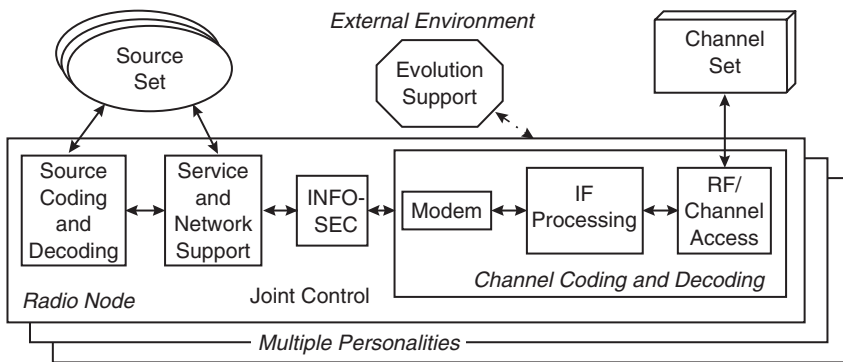 External Environment
Source
Set
Evolution
Support
Channel
Set
Source
Coding
and
Decoding
Service
and
Network
Support
INFO-
SEC
Modem
IF
Processing
RF/
Channel
Access
Channel Coding and Decoding
Radio Node
Joint Control
Multiple Personalities